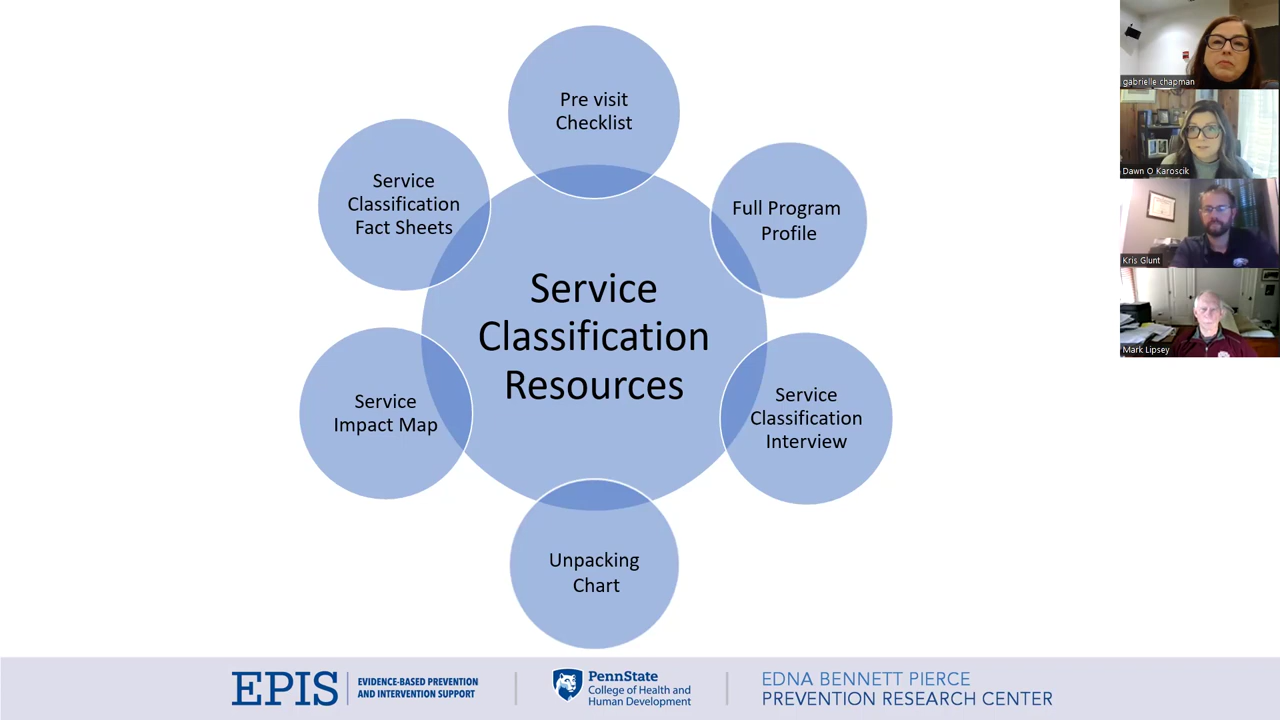 Pre visit
Checklist
Service
Classification
Fact Sheets
Full Program
Profile
Service
Classification
Resources
Service
Impact Map
Service
Classification
Interview
Unpacking
Chart
gabrielle chapman
Dawn O Karoscik
Kris Glunt
Mark Lipsey
EPIS
EVIDENCE-BASED PREVENTION
AND INTERVENTION SUPPORT
PennState
College of Health and
Human Development
EDNA BENNETT PIERCE
PREVENTION RESEARCH CENTER